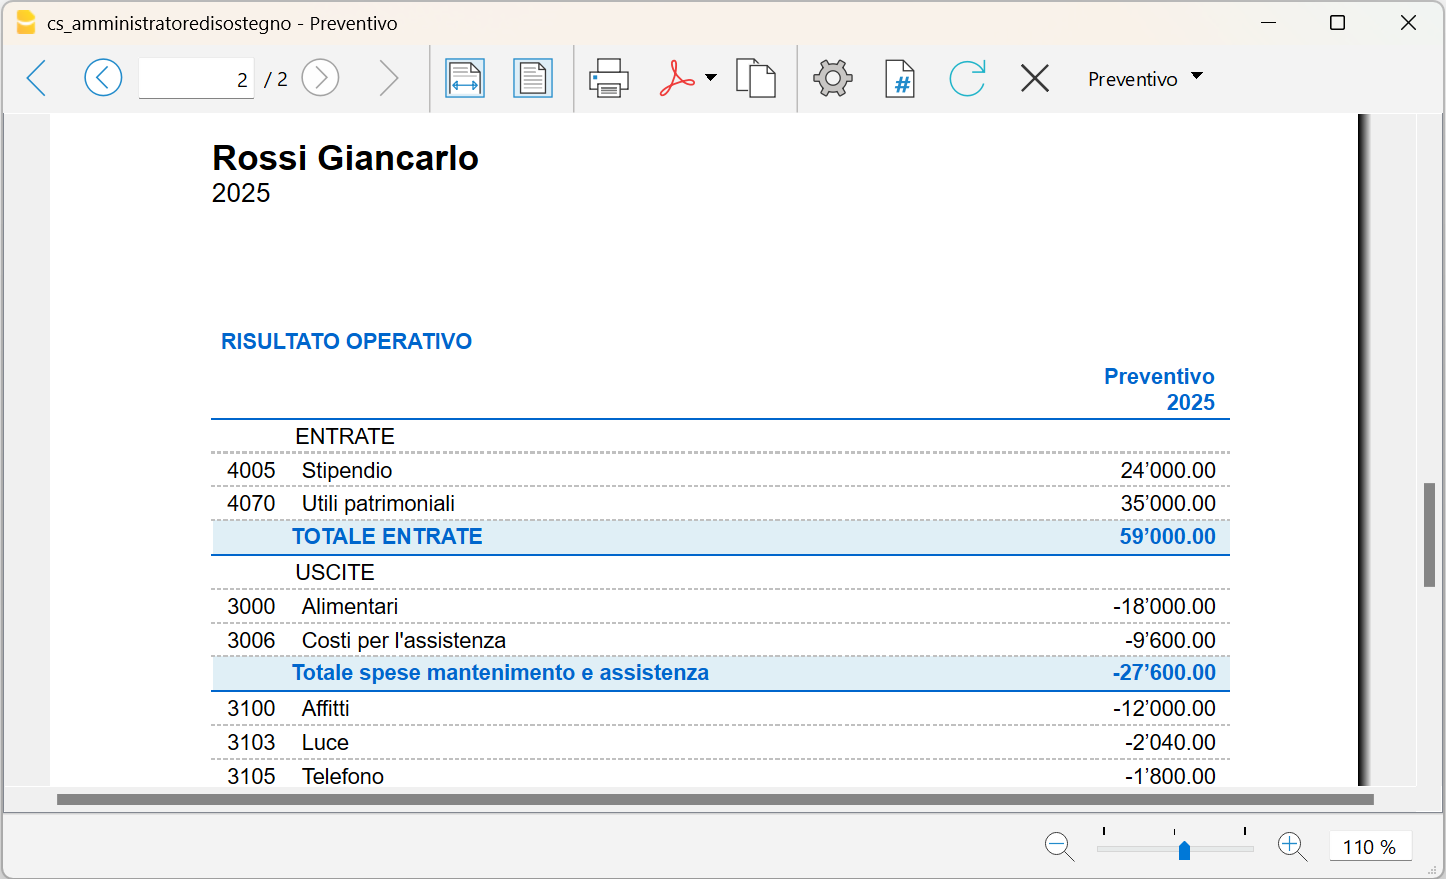 cs_amministratoredisostegno - Preventivo
2 / 2 # Preventivo
Rossi Giancarlo
2025
RISULTATO OPERATIVO
Preventivo
2025
ENTRATE
4005 Stipendio 24’000.00
4070 Utili patrimoniali 35’000.00
TOTALE ENTRATE 59’000.00
USCITE
3000 Alimentari -18’000.00
3006 Costi per l'assistenza -9’600.00
Totale spese mantenimento e assistenza -27’600.00
3100 Affitti -12’000.00
3103 Luce -2’040.00
3105 Telefono -1’800.00
110 %